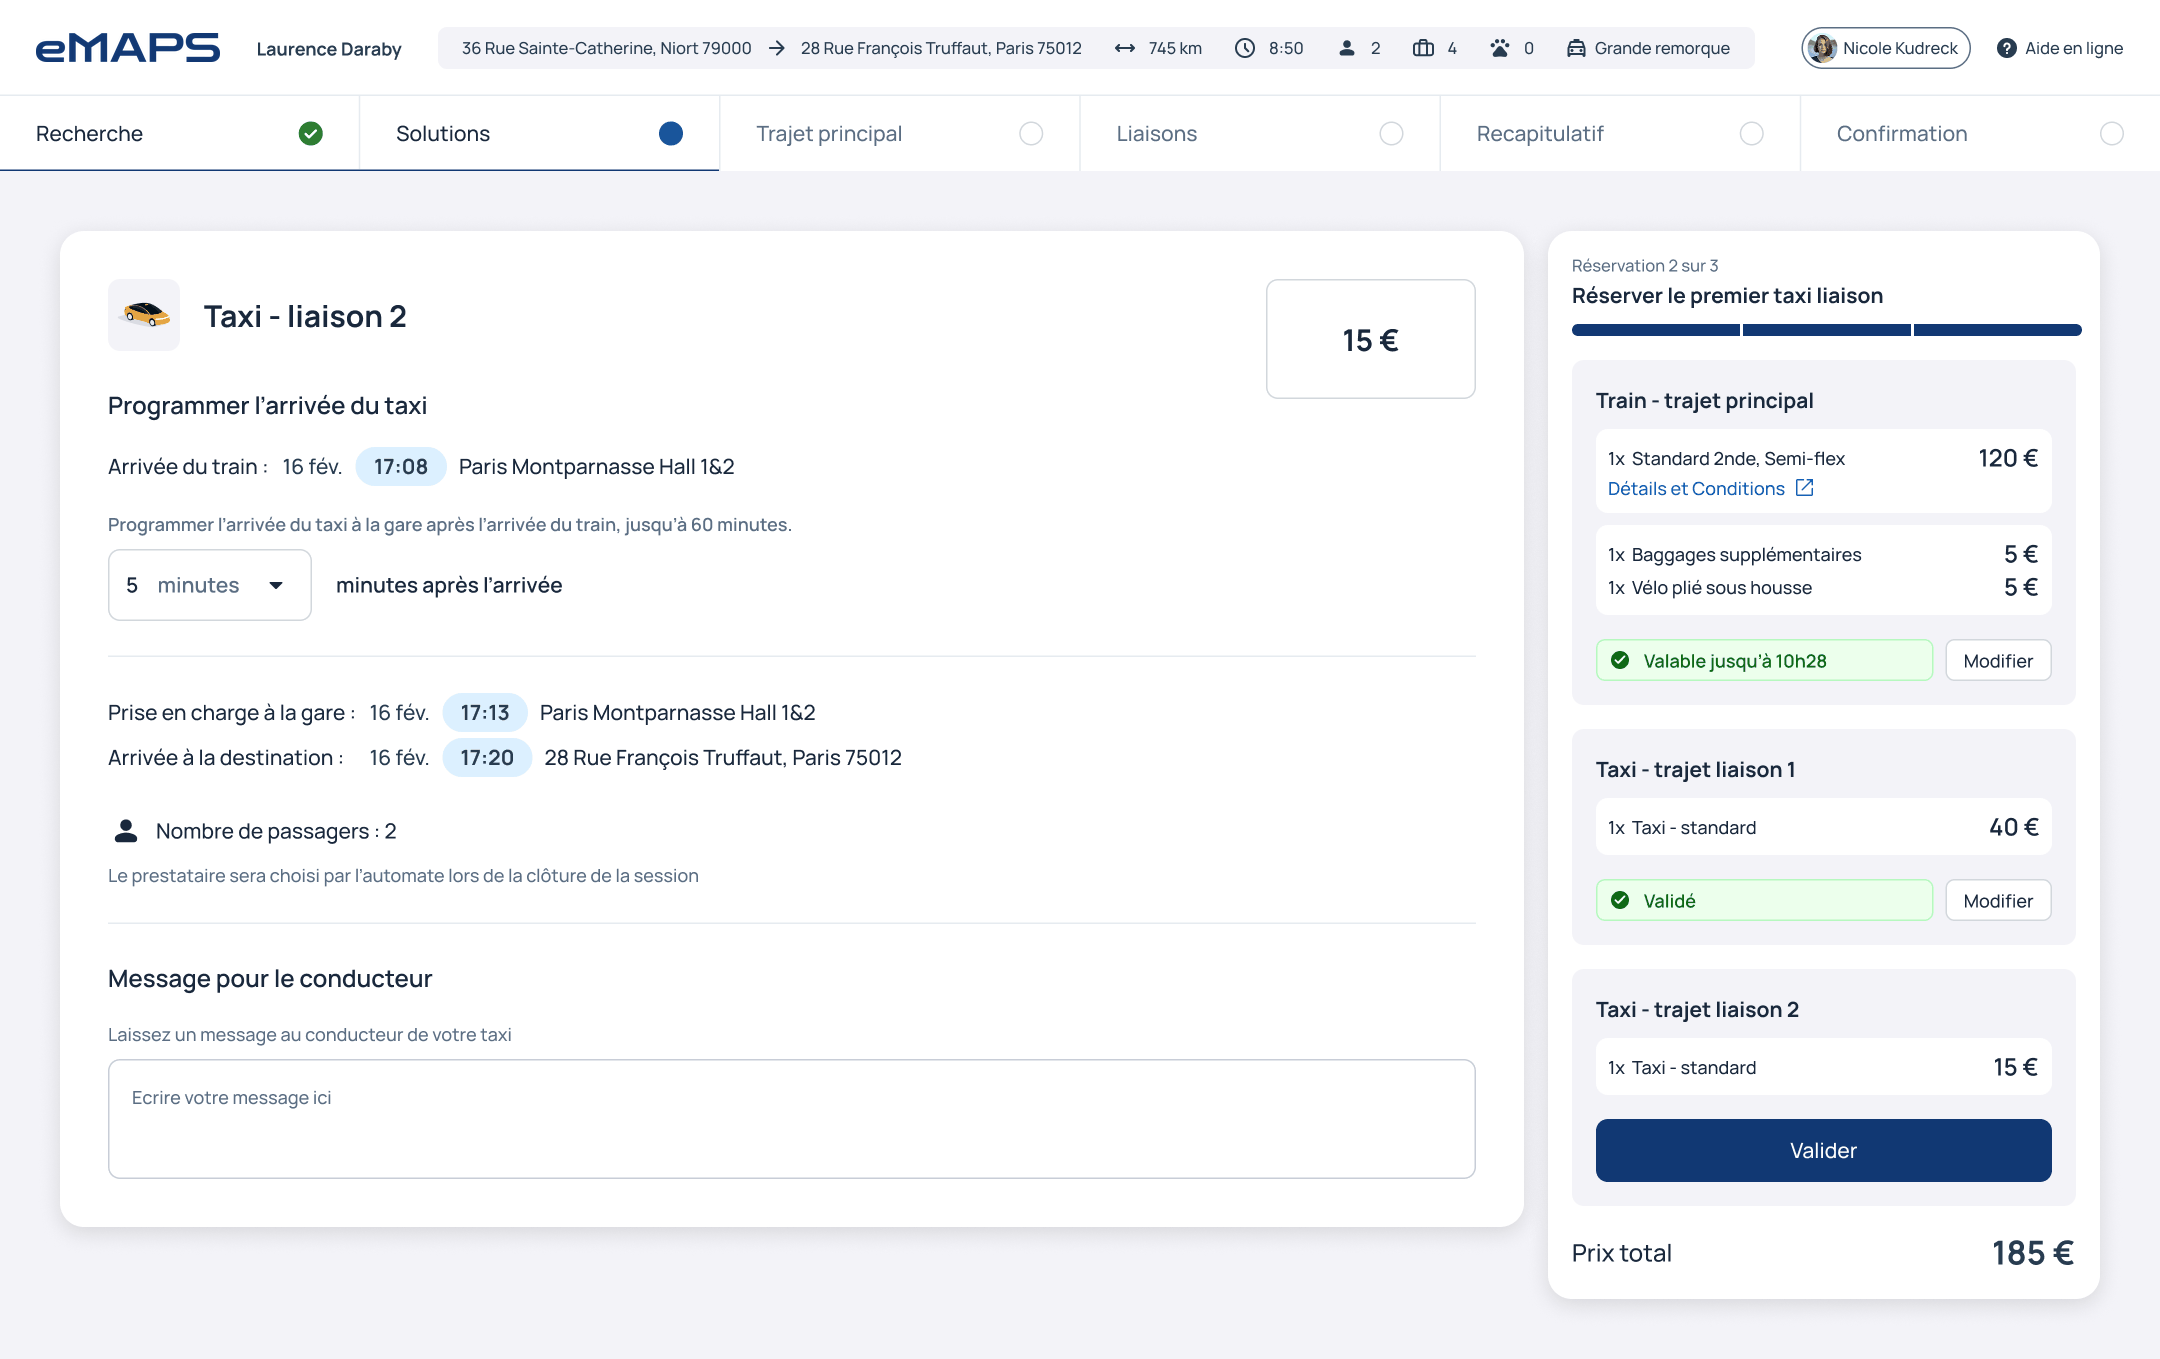 eMAPS
Laurence Daraby
36 Rue Sainte-Catherine, Niort 79000 → 28 Rue François Truffaut, Paris 75012 745 km 8:50 2 4 0 Grande remorque
Nicole Kudreck
Aide en ligne
Recherche
Solutions
Trajet principal
Liaisons
Recapitulatif
Confirmation
Taxi - liaison 2
15 €
Programmer l’arrivée du taxi
Arrivée du train : 16 fév. 17:08 Paris Montparnasse Hall 1&2
Programmer l’arrivée du taxi à la gare après l’arrivée du train, jusqu’à 60 minutes.
5 minutes minutes après l’arrivée
Prise en charge à la gare : 16 fév. 17:13 Paris Montparnasse Hall 1&2
Arrivée à la destination : 16 fév. 17:20 28 Rue François Truffaut, Paris 75012
Nombre de passagers : 2
Le prestataire sera choisi par l’automate lors de la clôture de la session
Message pour le conducteur
Laissez un message au conducteur de votre taxi
Ecrire votre message ici
Réservation 2 sur 3
Réserver le premier taxi liaison
Train - trajet principal
1x Standard 2nde, Semi-flex 120 €
Détails et Conditions
1x Baggages supplémentaires 5 €
1x Vélo plié sous housse 5 €
Valable jusqu’à 10h28 Modifier
Taxi - trajet liaison 1
1x Taxi - standard 40 €
Validé Modifier
Taxi - trajet liaison 2
1x Taxi - standard 15 €
Valider
Prix total 185 €